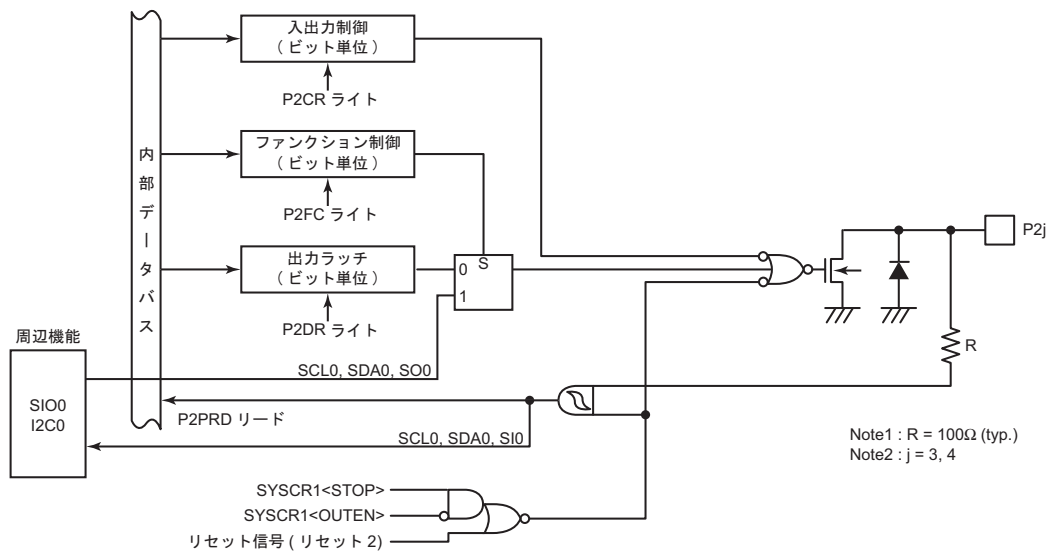 入出力制御
( ビット単位 )
P2CR ライト
ファンクション制御
( ビット単位 )
P2FC ライト
内部データバス
出力ラッチ
( ビット単位 )
P2DR ライト
0
S
1
P2j
R
周辺機能
SIO0
I2C0
SCL0, SDA0, SO0
P2PRD リード
SCL0, SDA0, SI0
Note1 : R = 100Ω (typ.)
Note2 : j = 3, 4
SYSCR1<STOP>
SYSCR1<OUTEN>
リセット信号 ( リセット 2)